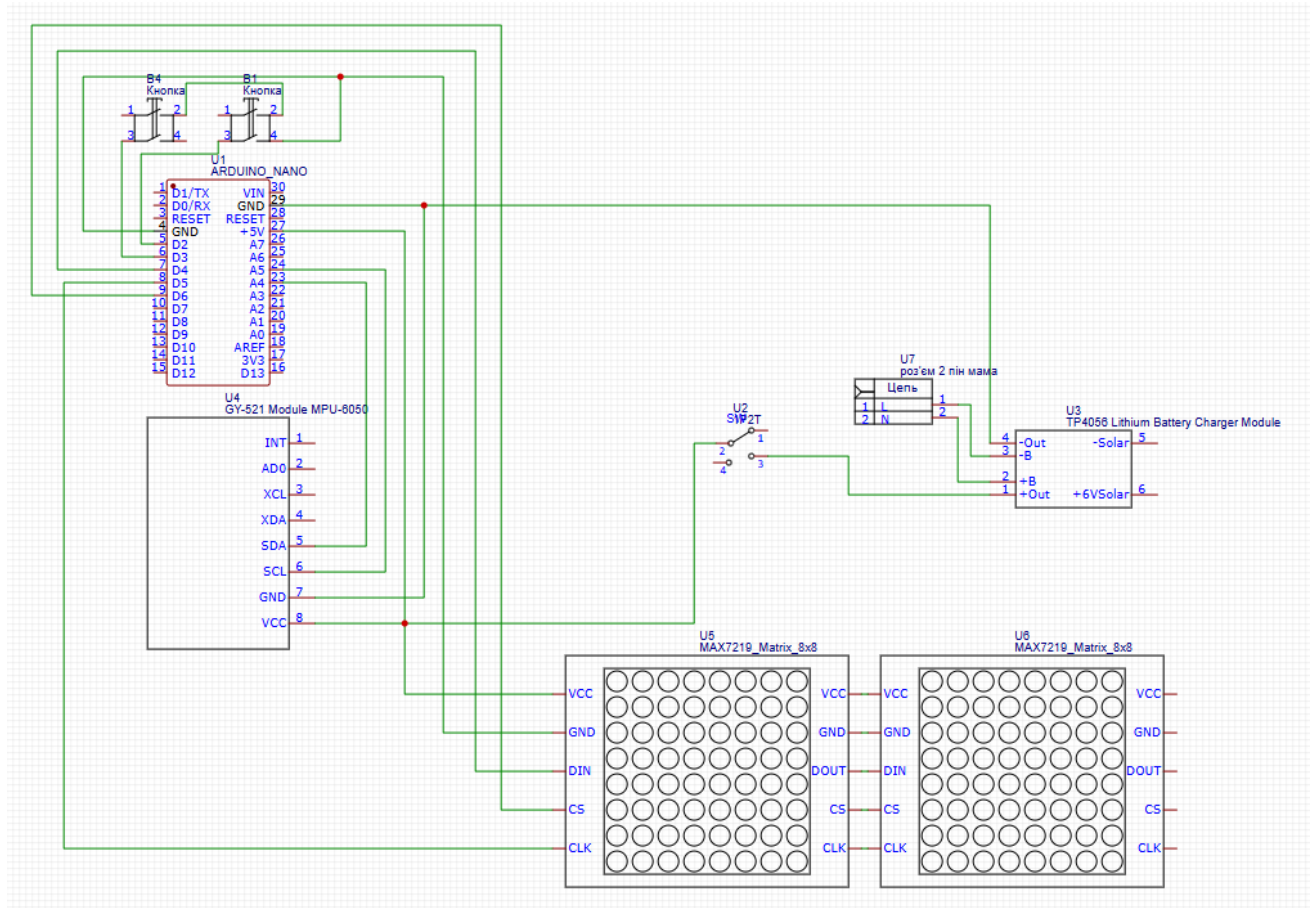 B4
Кнопка
1 2
3 4
B1
Кнопка
1 2
3 4
U1
ARDUINO_NANO
1 D1/TX VIN 30
2 D0/RX GND 29
3 RESET RESET 28
4 GND +5V 27
5 D2 A7 26
6 D3 A6 25
7 D4 A5 24
8 D5 A4 23
9 D6 A3 22
10 D7 A2 21
11 D8 A1 20
12 D9 A0 19
13 D10 AREF 18
14 D11 3V3 17
15 D12 D13 16
U4
GY-521 Module MPU-6050
INT 1
AD0 2
XCL 3
XDA 4
SDA 5
SCL 6
GND 7
VCC 8
U2
1
2
3
4
U7
роз'єм 2 пін мама
Цепь
1 L 1
2 N 2
U3
TP4056 Lithium Battery Charger Module
4 -Out -Solar 5
3 -B
2 +B
1 +Out +6VSolar 6
U5
MAX7219_Matrix_8x8
VCC VCC
GND GND
DIN DOUT
CS CS
CLK CLK
U6
MAX7219_Matrix_8x8
VCC VCC
GND GND
DIN DOUT
CS CS
CLK CLK